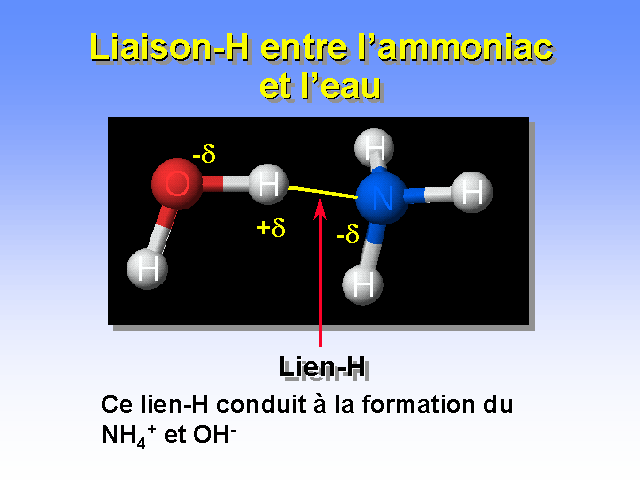 Liaison-H entre l'ammoniac
et l'eau
-δ
O
H
H
+δ
H
N
H
H
-δ
Lien-H
Ce lien-H conduit à la formation du
NH₄⁺ et OH⁻